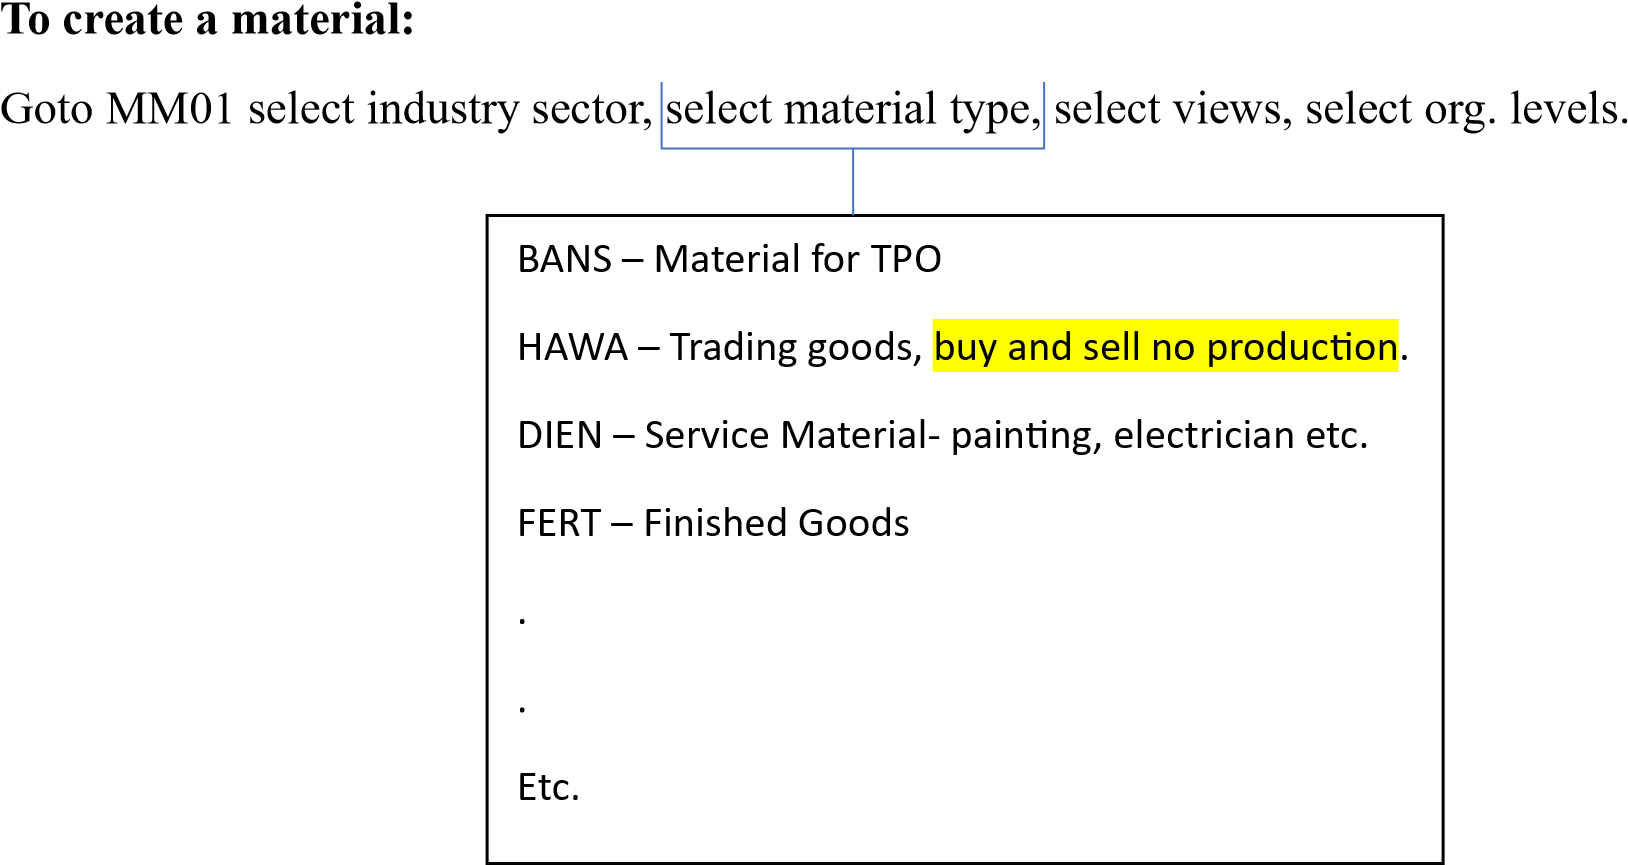 To create a material:
Goto MM01 select industry sector, select material type, select views, select org. levels.
BANS – Material for TPO
HAWA – Trading goods, buy and sell no production.
DIEN – Service Material- painting, electrician etc.
FERT – Finished Goods
.
.
Etc.